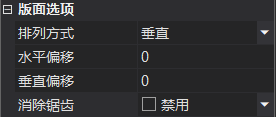 版面选项
排列方式 垂直
水平偏移 0
垂直偏移 0
消除锯齿 禁用